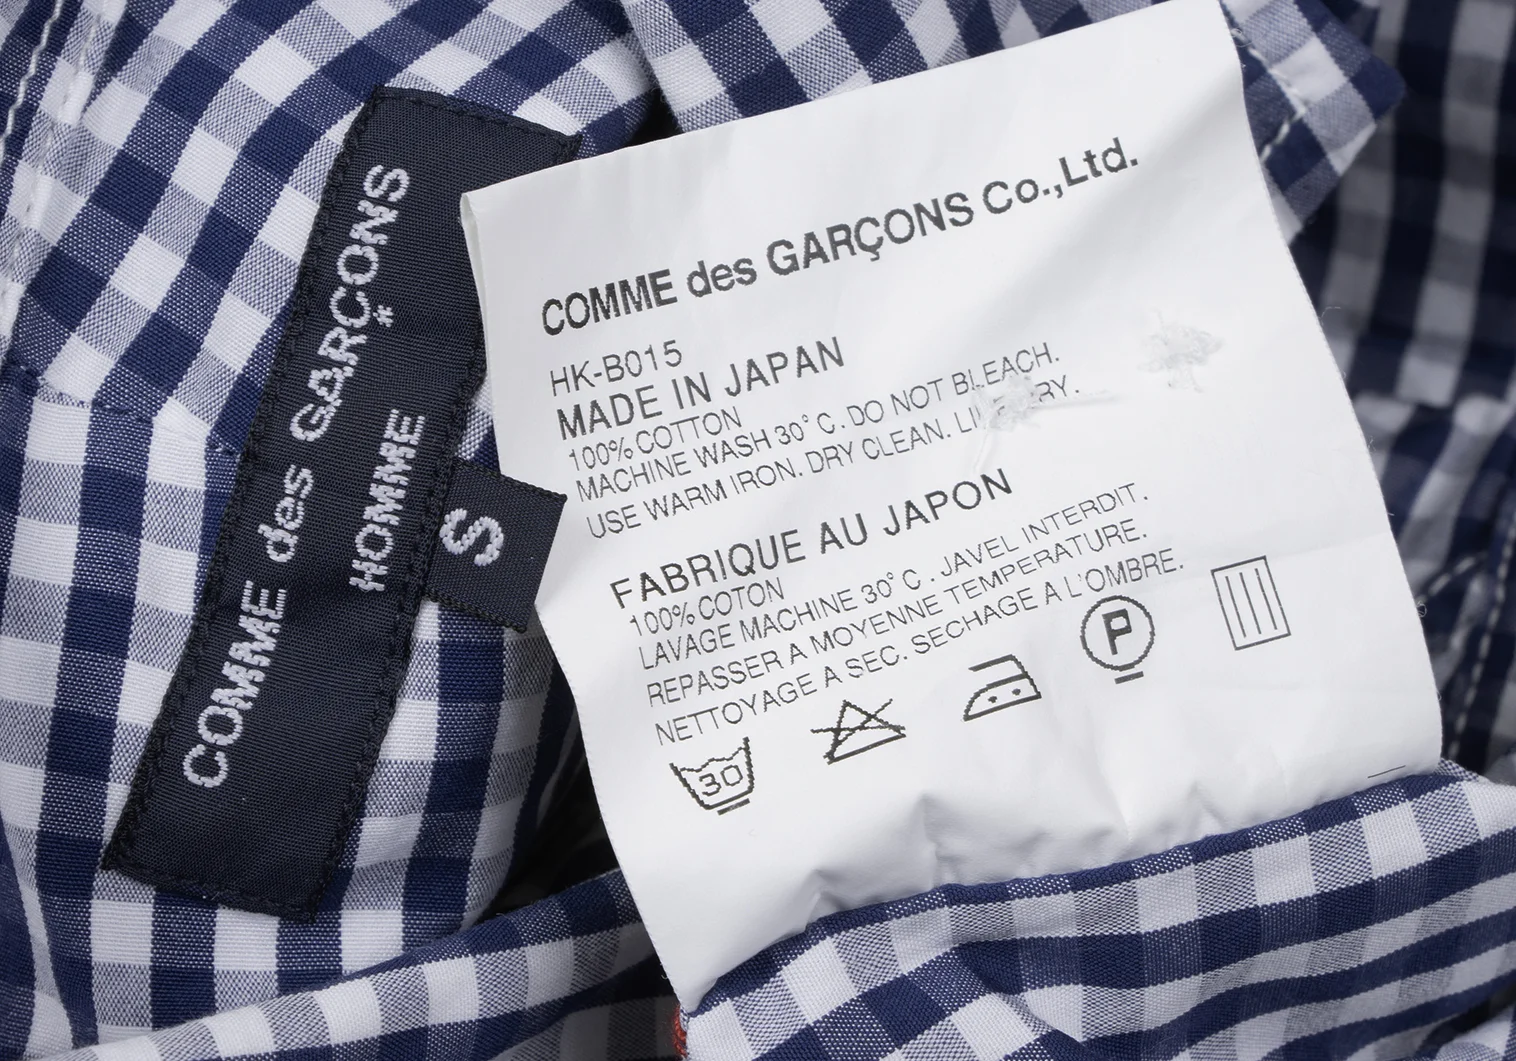 COMME des GARÇONS
HOMME
S
COMME des GARÇONS Co.,Ltd.
HK-B015
MADE IN JAPAN
100% COTTON
MACHINE WASH 30°C. DO NOT BLEACH.
USE WARM IRON. DRY CLEAN.
FABRIQUE AU JAPON
100% COTON
LAVAGE MACHINE 30°C. JAVEL INTERDIT.
REPASSER A MOYENNE TEMPERATURE.
NETTOYAGE A SEC. SECHAGE A L'OMBRE.
30
P